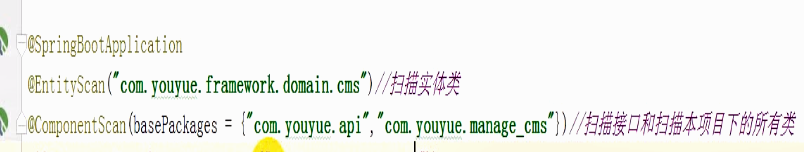 @SpringBootApplication
@EntityScan("com.youyue.framework.domain.cms")//扫描实体类
@ComponentScan(basePackages = {"com.youyue.api","com.youyue.manage_cms"})//扫描接口和扫描本项目下的所有类